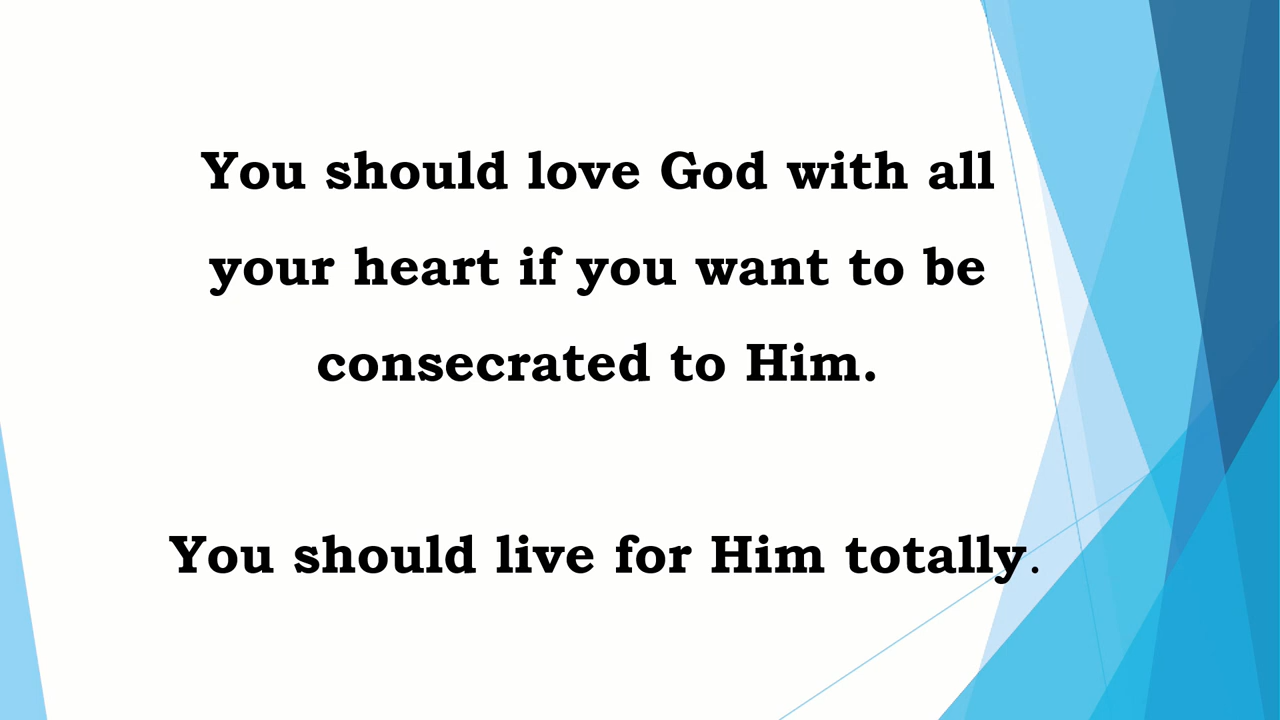 You should love God with all
your heart if you want to be
consecrated to Him.
You should live for Him totally.